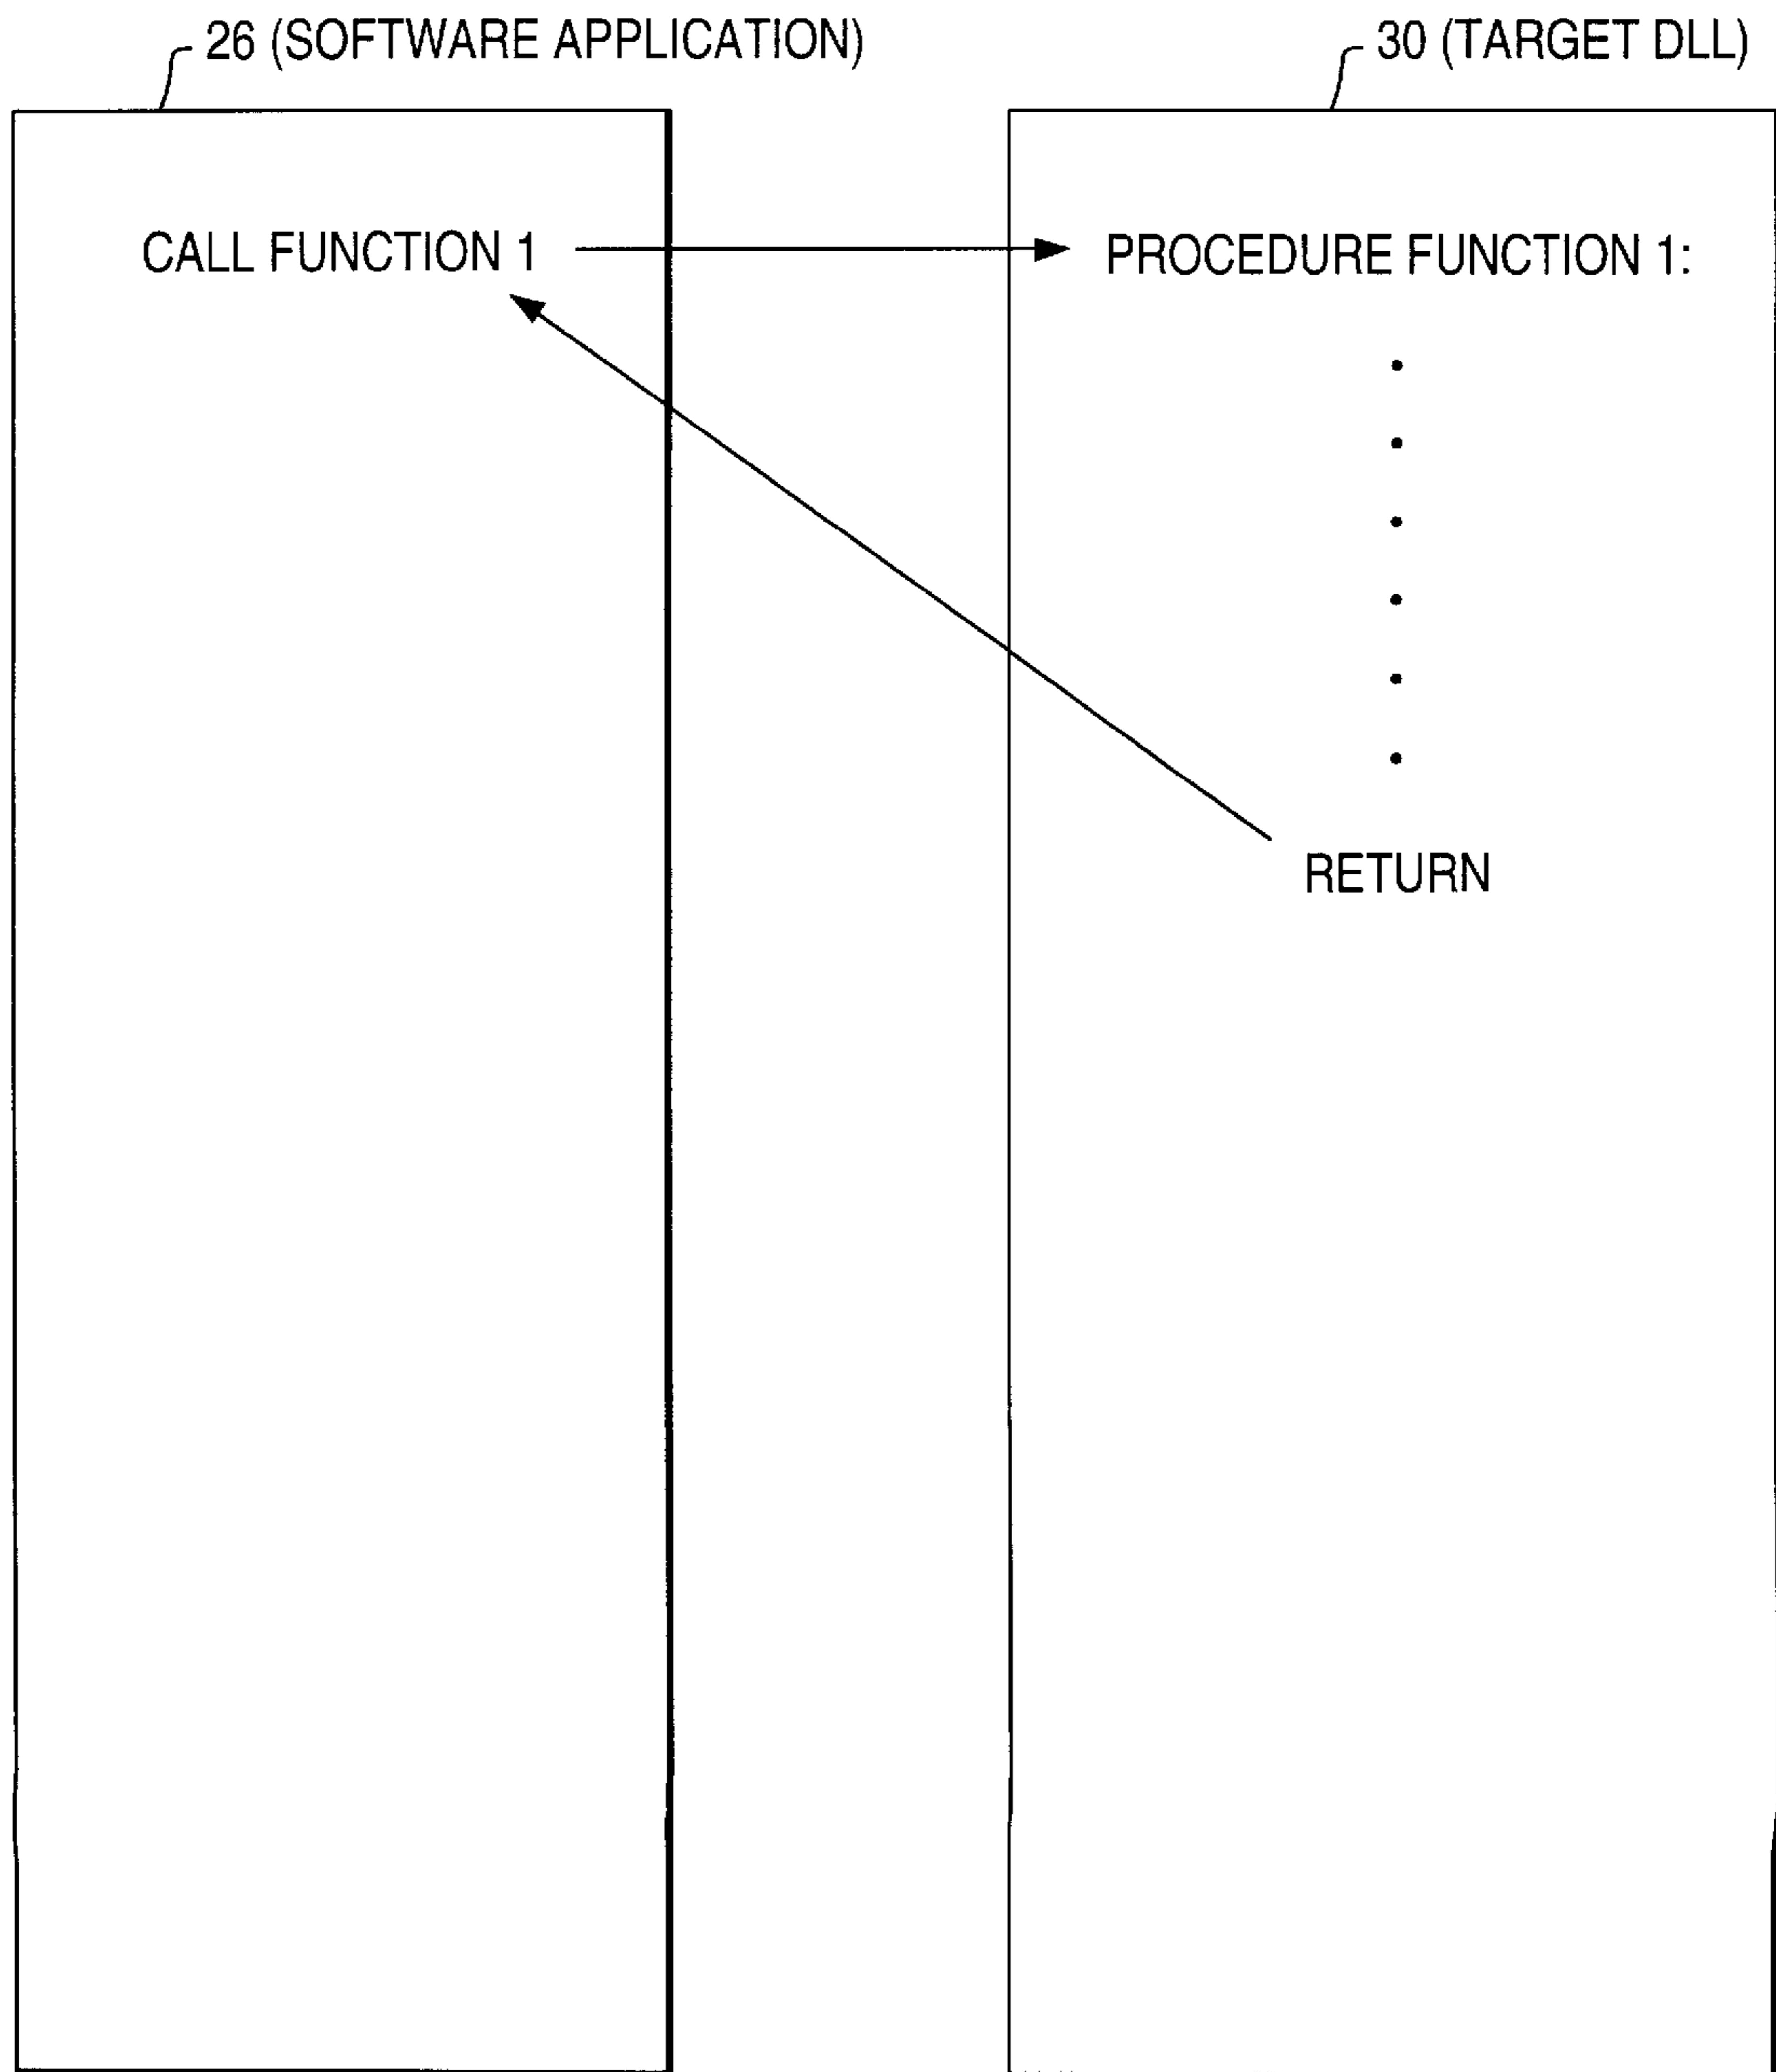 26 (SOFTWARE APPLICATION)
30 (TARGET DLL)
CALL FUNCTION 1
PROCEDURE FUNCTION 1:
RETURN